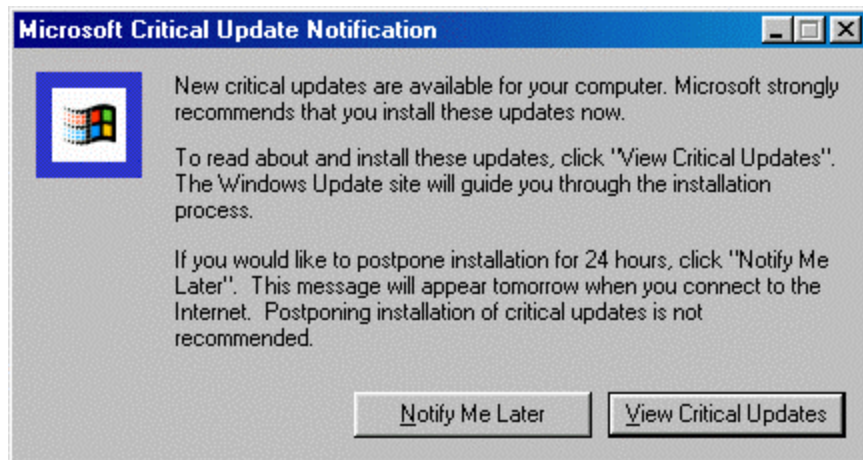 Microsoft Critical Update Notification
New critical updates are available for your computer. Microsoft strongly
recommends that you install these updates now.
To read about and install these updates, click "View Critical Updates".
The Windows Update site will guide you through the installation
process.
If you would like to postpone installation for 24 hours, click "Notify Me
Later". This message will appear tomorrow when you connect to the
Internet. Postponing installation of critical updates is not
recommended.
Notify Me Later
View Critical Updates